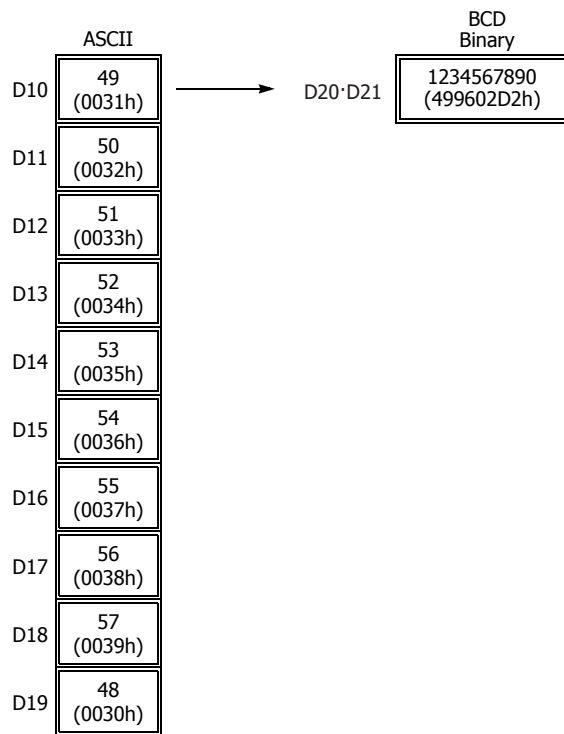 ASCII
BCD
Binary
D10
49
(0031h)
D20·D21
1234567890
(499602D2h)
D11
50
(0032h)
D12
51
(0033h)
D13
52
(0034h)
D14
53
(0035h)
D15
54
(0036h)
D16
55
(0037h)
D17
56
(0038h)
D18
57
(0039h)
D19
48
(0030h)